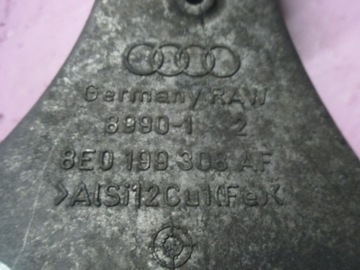 Germany RAW
8990-1 2
8E0 199 308 AF
>AlSi12Cu1(Fe)<